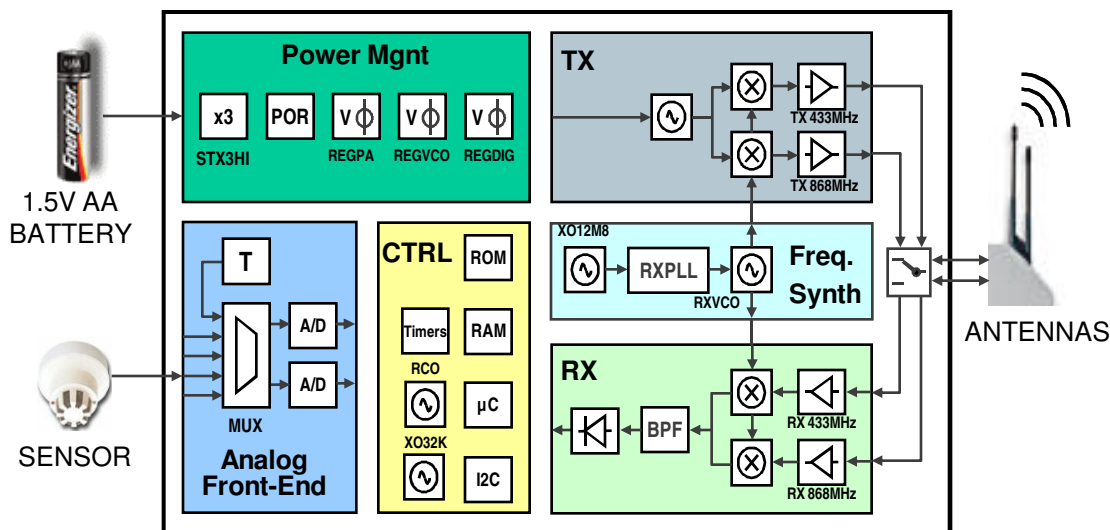 Power Mgnt
x3
POR
V
V
V
STX3HI
REGPA
REGVCO
REGDIG
Energizer
AA
1.5V AA
BATTERY
TX
TX 433MHz
TX 868MHz
T
A/D
A/D
MUX
Analog
Front-End
SENSOR
CTRL
ROM
Timers
RAM
RCO
µC
XO32K
I2C
XO12M8
RXPLL
RXVCO
Freq.
Synth
ANTENNAS
RX
BPF
RX 433MHz
RX 868MHz